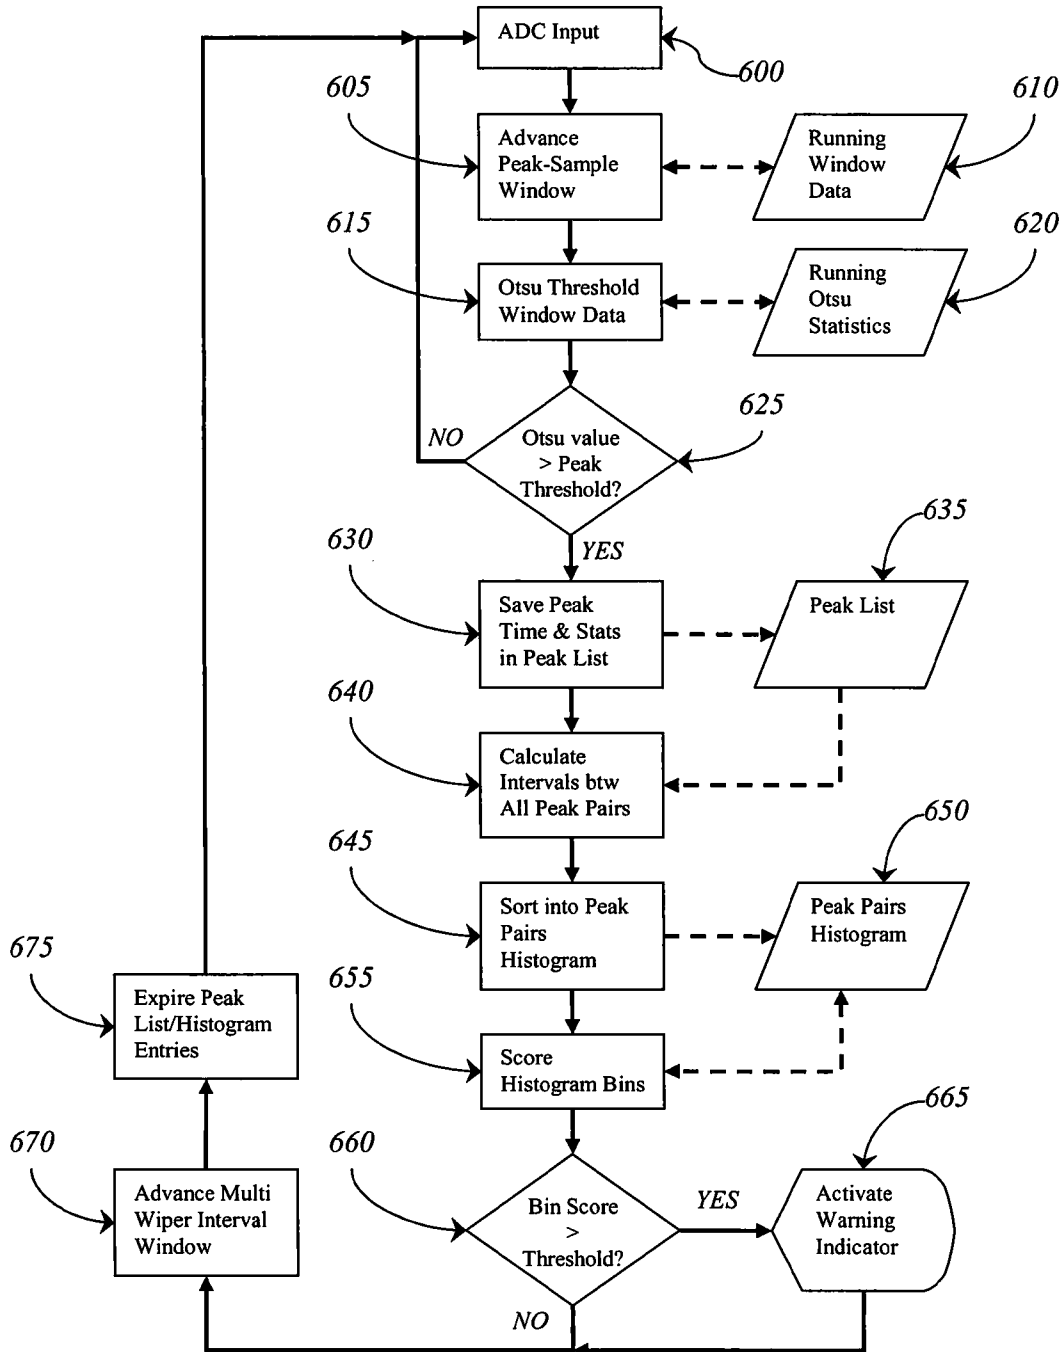 ADC Input
600
605
610
Advance
Peak-Sample
Window
Running
Window
Data
615
620
Otsu Threshold
Window Data
Running
Otsu
Statistics
625
NO
Otsu value
> Peak
Threshold?
635
630
YES
Save Peak
Time & Stats
in Peak List
Peak List
640
Calculate
Intervals btw
All Peak Pairs
650
645
Sort into Peak
Pairs
Histogram
Peak Pairs
Histogram
675
655
Expire Peak
List/Histogram
Entries
Score
Histogram Bins
665
670
660
Advance Multi
Wiper Interval
Window
Bin Score
>
Threshold?
YES
Activate
Warning
Indicator
NO